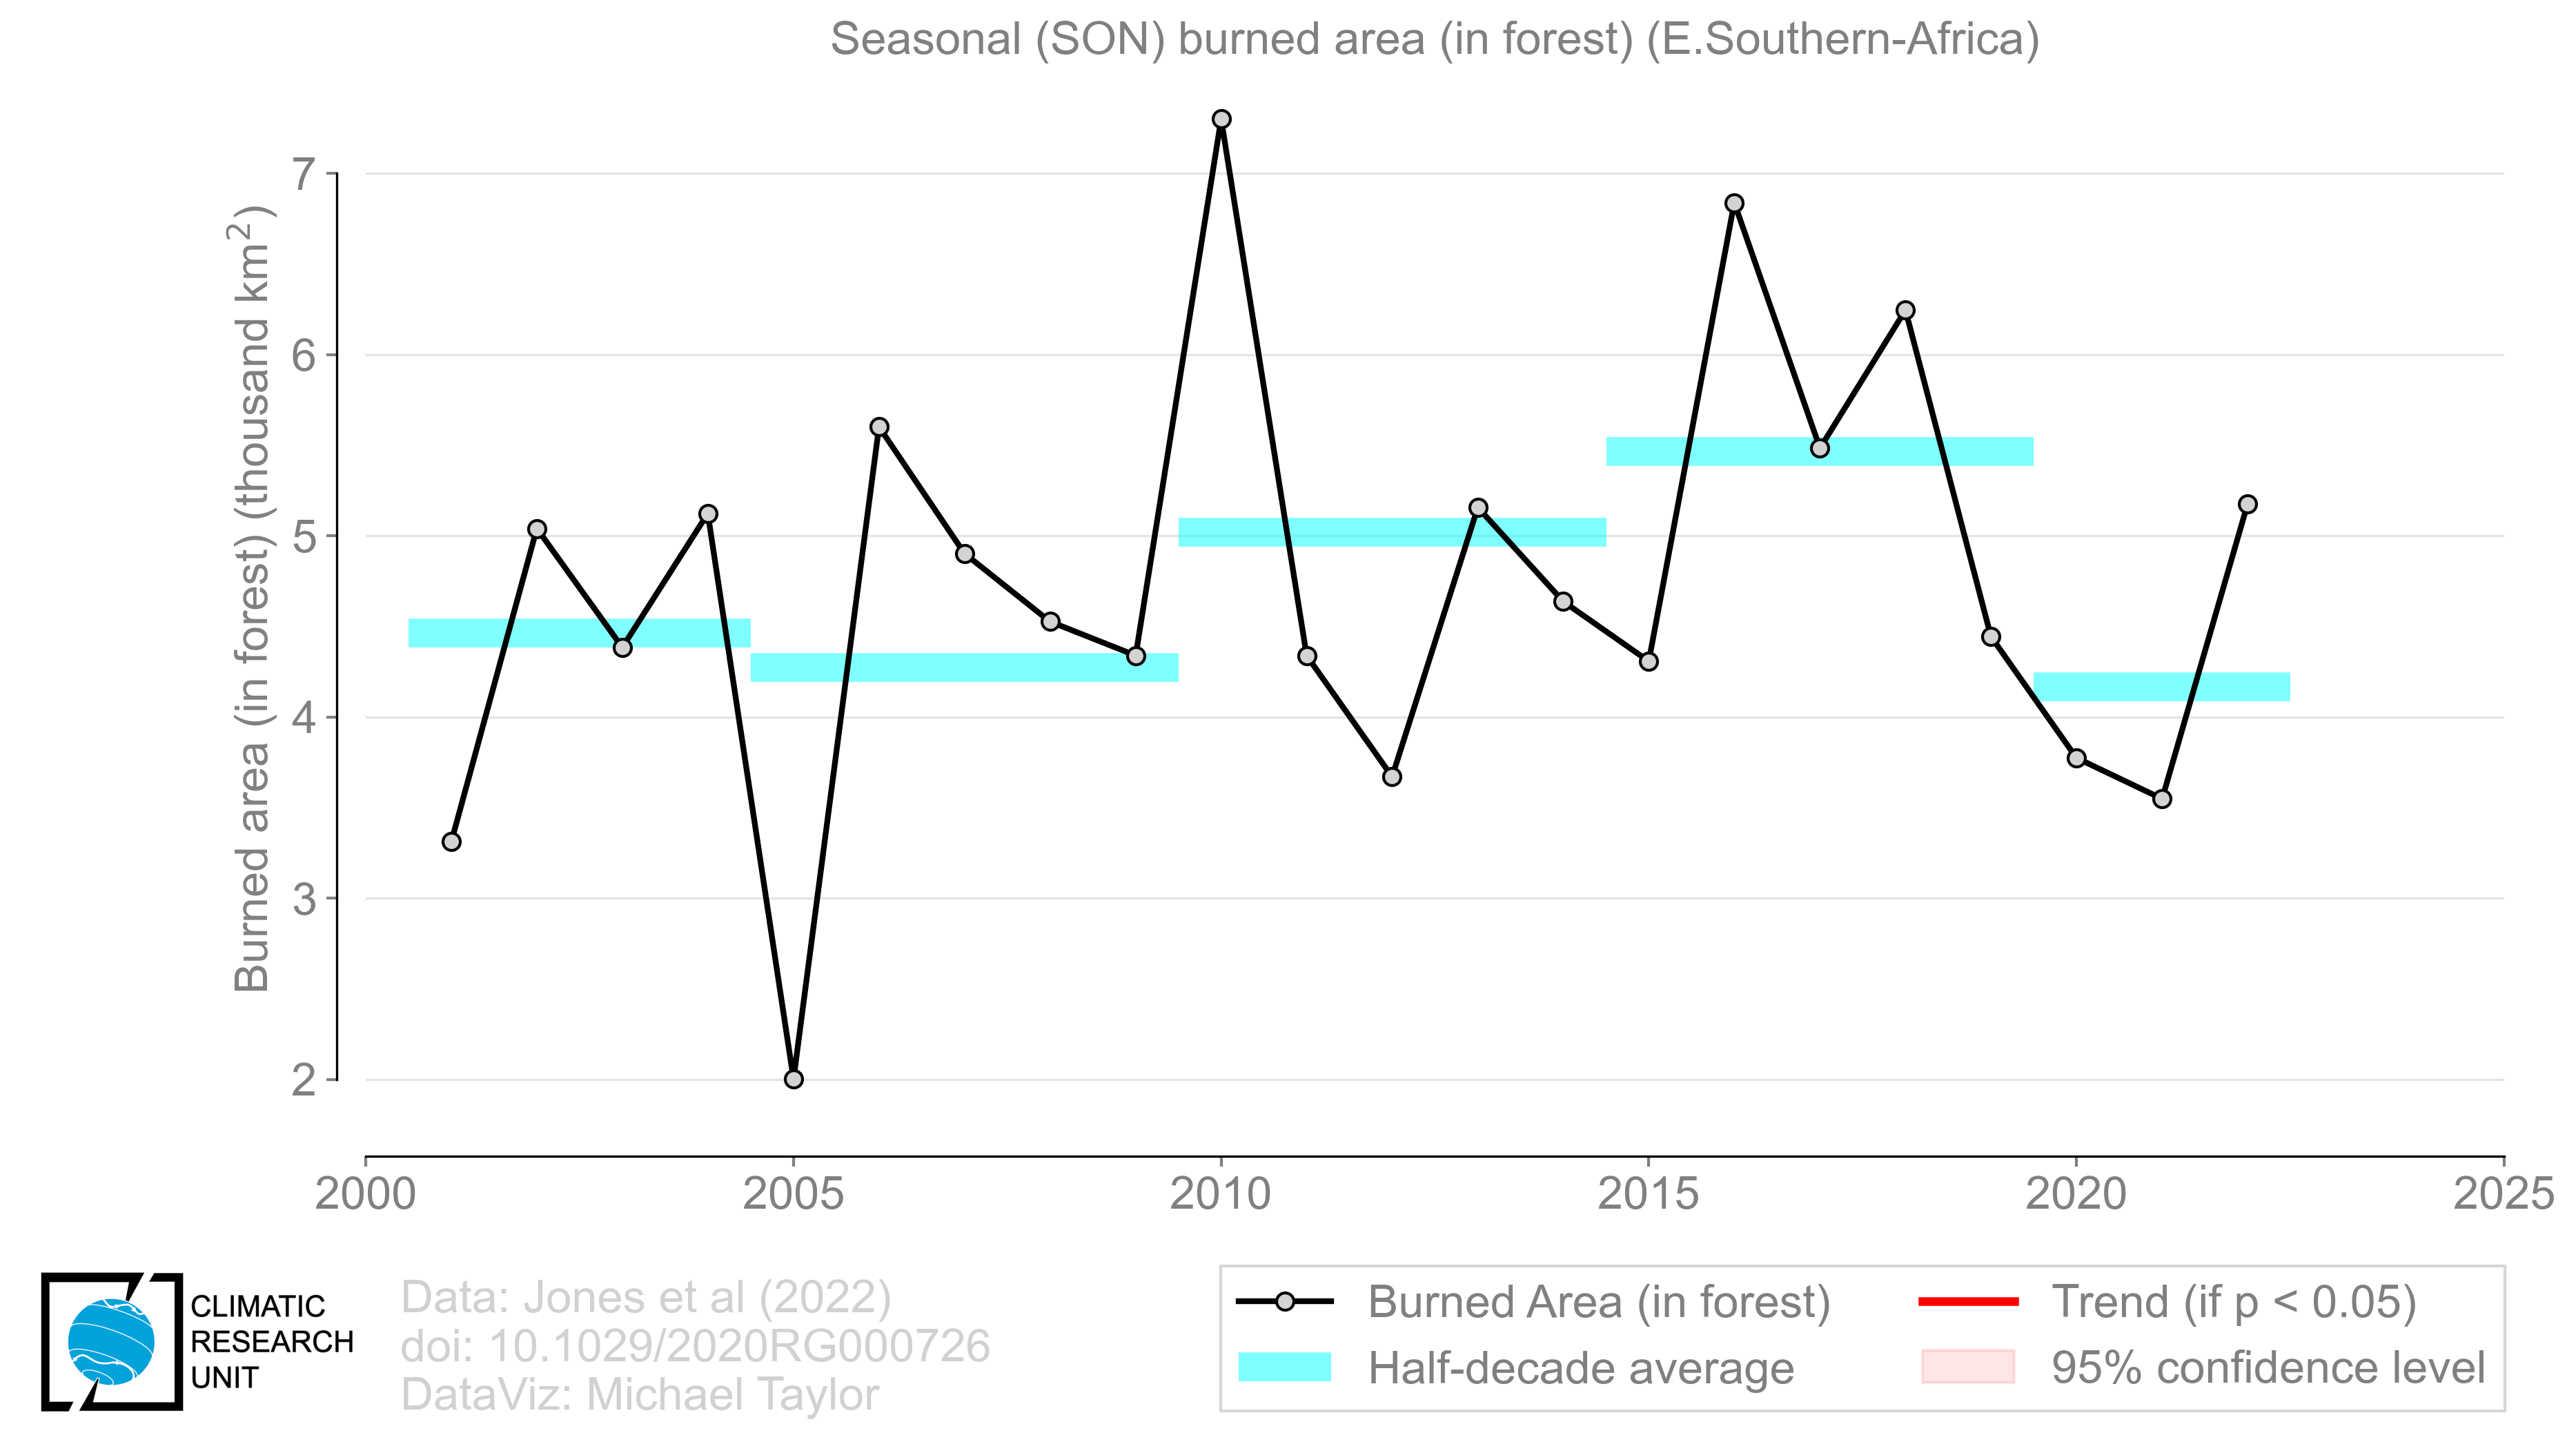 Seasonal (SON) burned area (in forest) (E.Southern-Africa)
Burned area (in forest) (thousand km²)
7
6
5
4
3
2
2000 2005 2010 2015 2020 2025
CLIMATIC
RESEARCH
UNIT
Data: Jones et al (2022)
doi: 10.1029/2020RG000726
DataViz: Michael Taylor
Burned Area (in forest)
Half-decade average
Trend (if p < 0.05)
95% confidence level